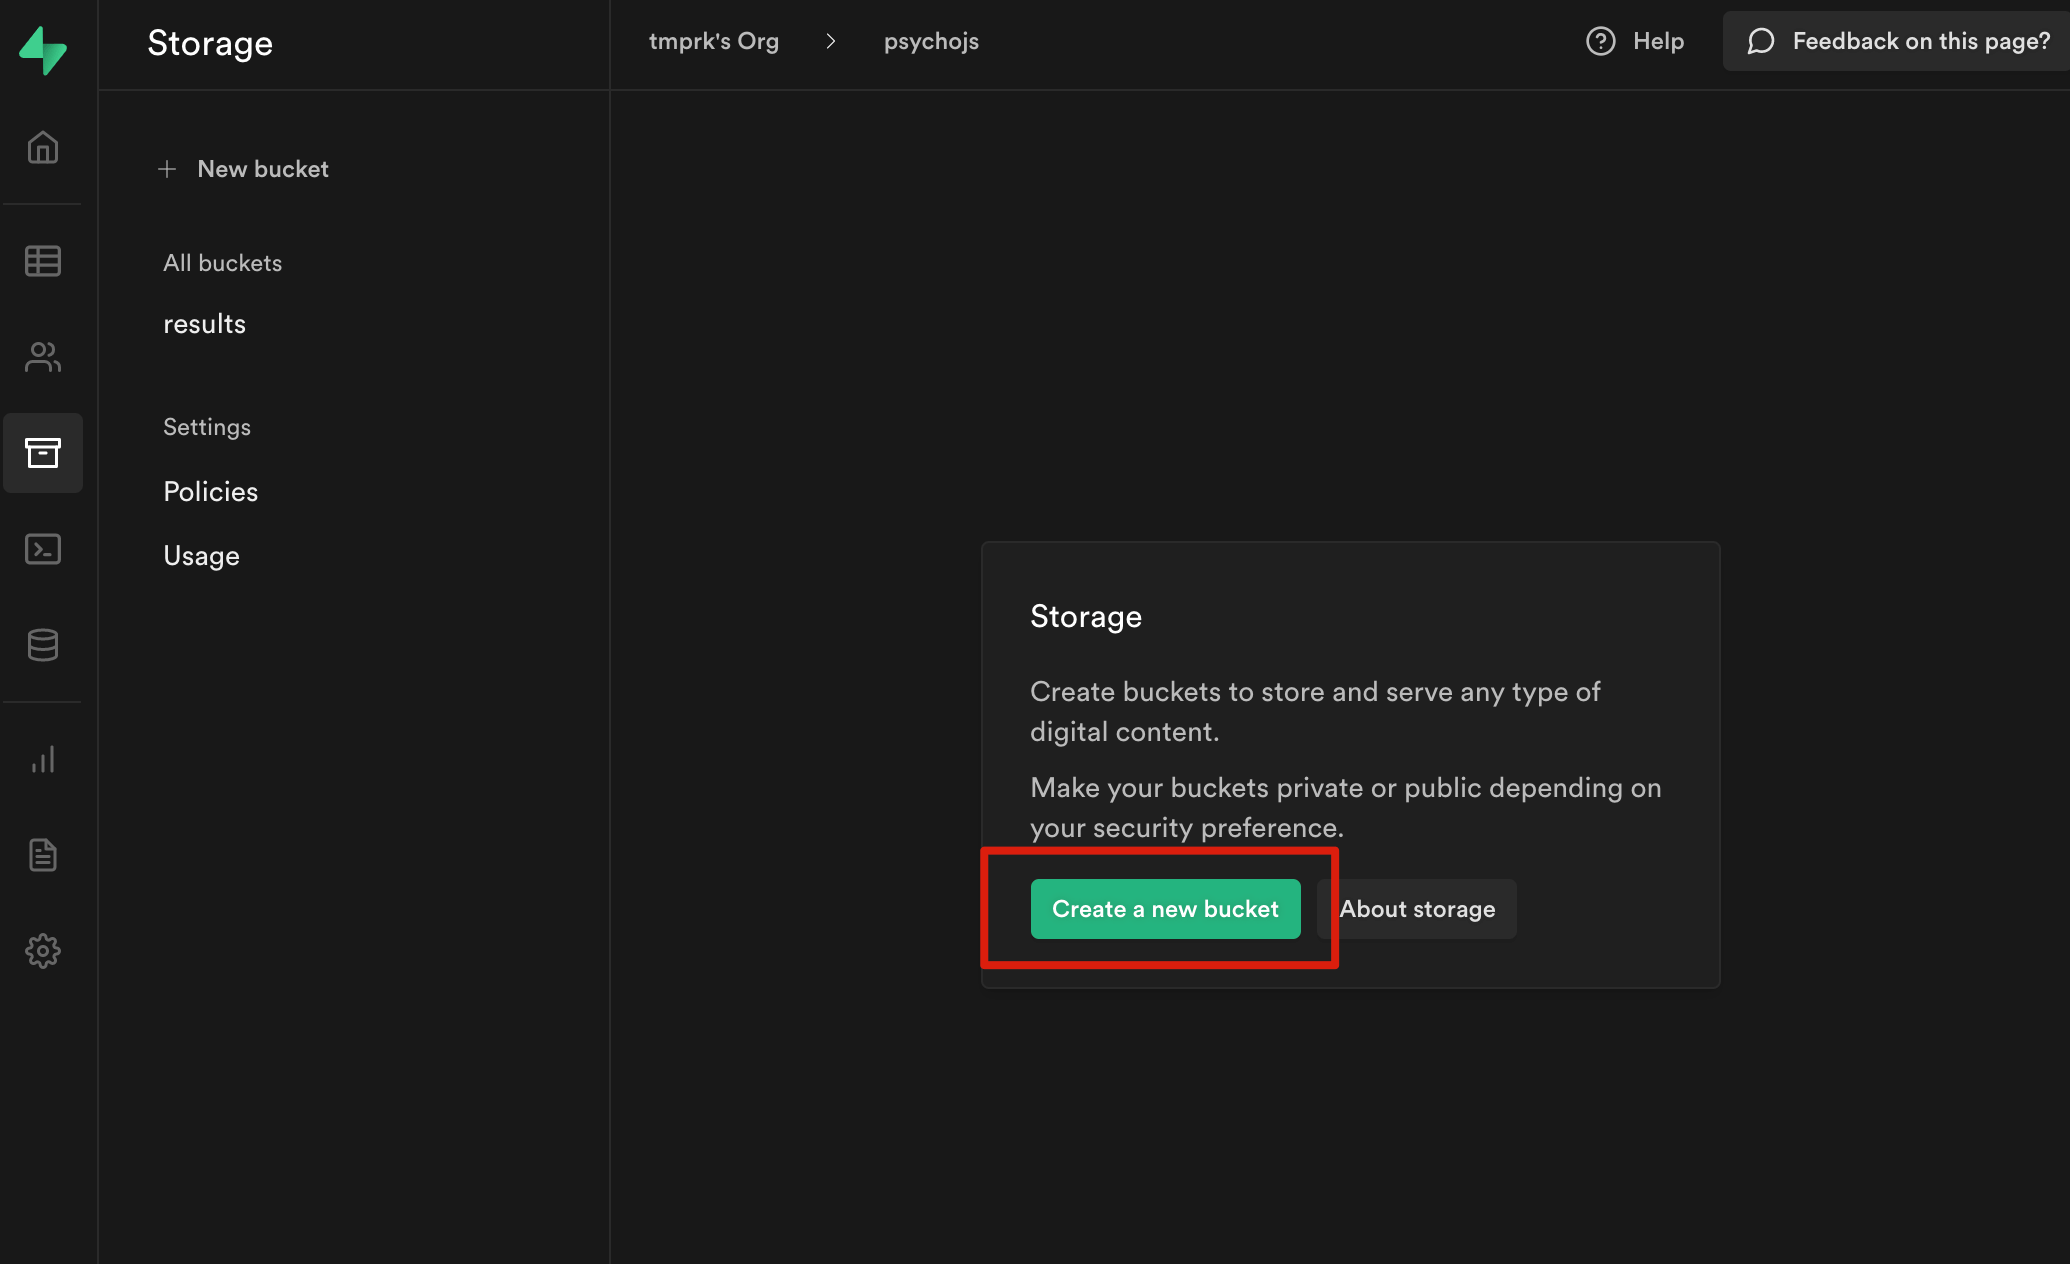 Storage
tmprk's Org
psychojs
Help
Feedback on this page?
New bucket
All buckets
results
Settings
Policies
Usage
Storage
Create buckets to store and serve any type of
digital content.
Make your buckets private or public depending on
your security preference.
Create a new bucket
About storage